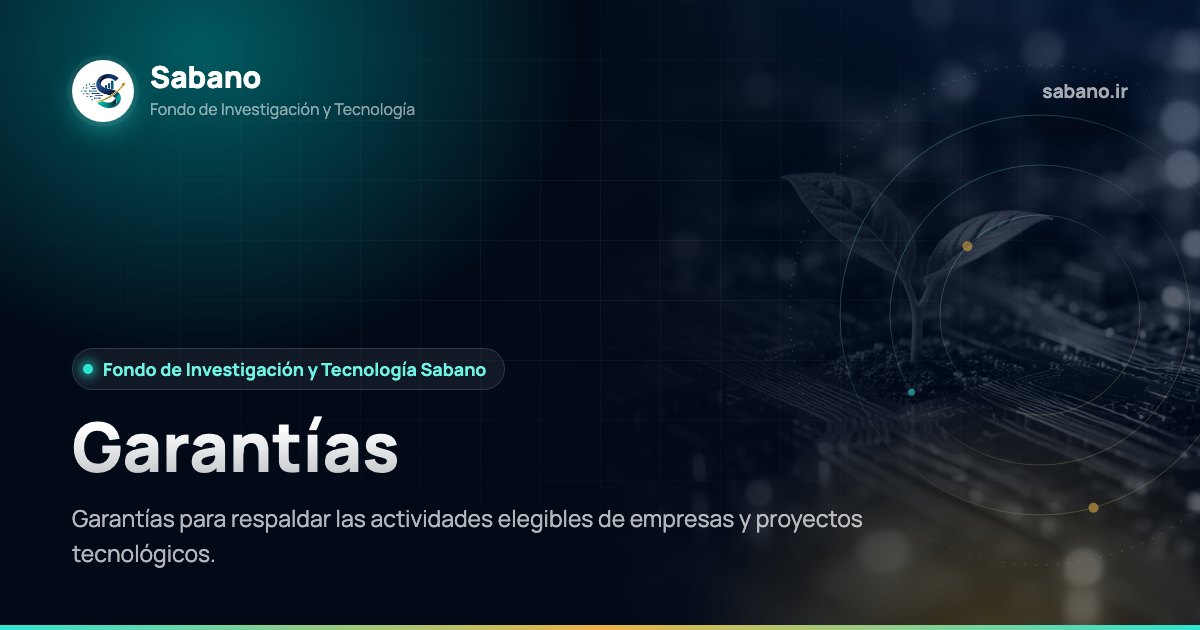 Sabano
Fondo de Investigación y Tecnología
sabano.ir
Fondo de Investigación y Tecnología Sabano
Garantías
Garantías para respaldar las actividades elegibles de empresas y proyectos
tecnológicos.